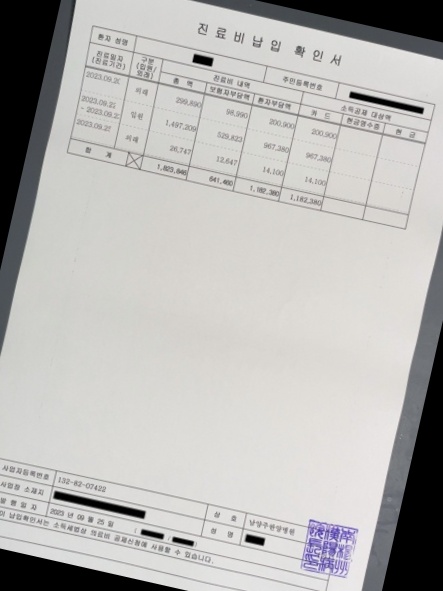 진료비납입 확인서
환자 성명 주민등록번호
진료일자 (진료기간) 구분 (입원/외래) 진료비 내역 소득공제 대상액
총 액 보험자부담액 환자부담액 카 드 현금영수증 현 금
2023.09.20 외래 299,890 98,990 200,900 200,900
2023.09.22 - 2023.09.2 입원 1,497,209 529,823 967,380 967,380
2023.09.25 외래 26,747 12,647 14,100 14,100
합 계 1,823,846 641,460 1,182,380 1,182,380
사업자등록번호 132-82-07422
사업장 소재지 상 호 남양주한양병원
발 행 일 자 2023 년 09 월 25 일 성 명
이 납입확인서는 소득세법상 의료비 공제신청에 사용할 수 있습니다.